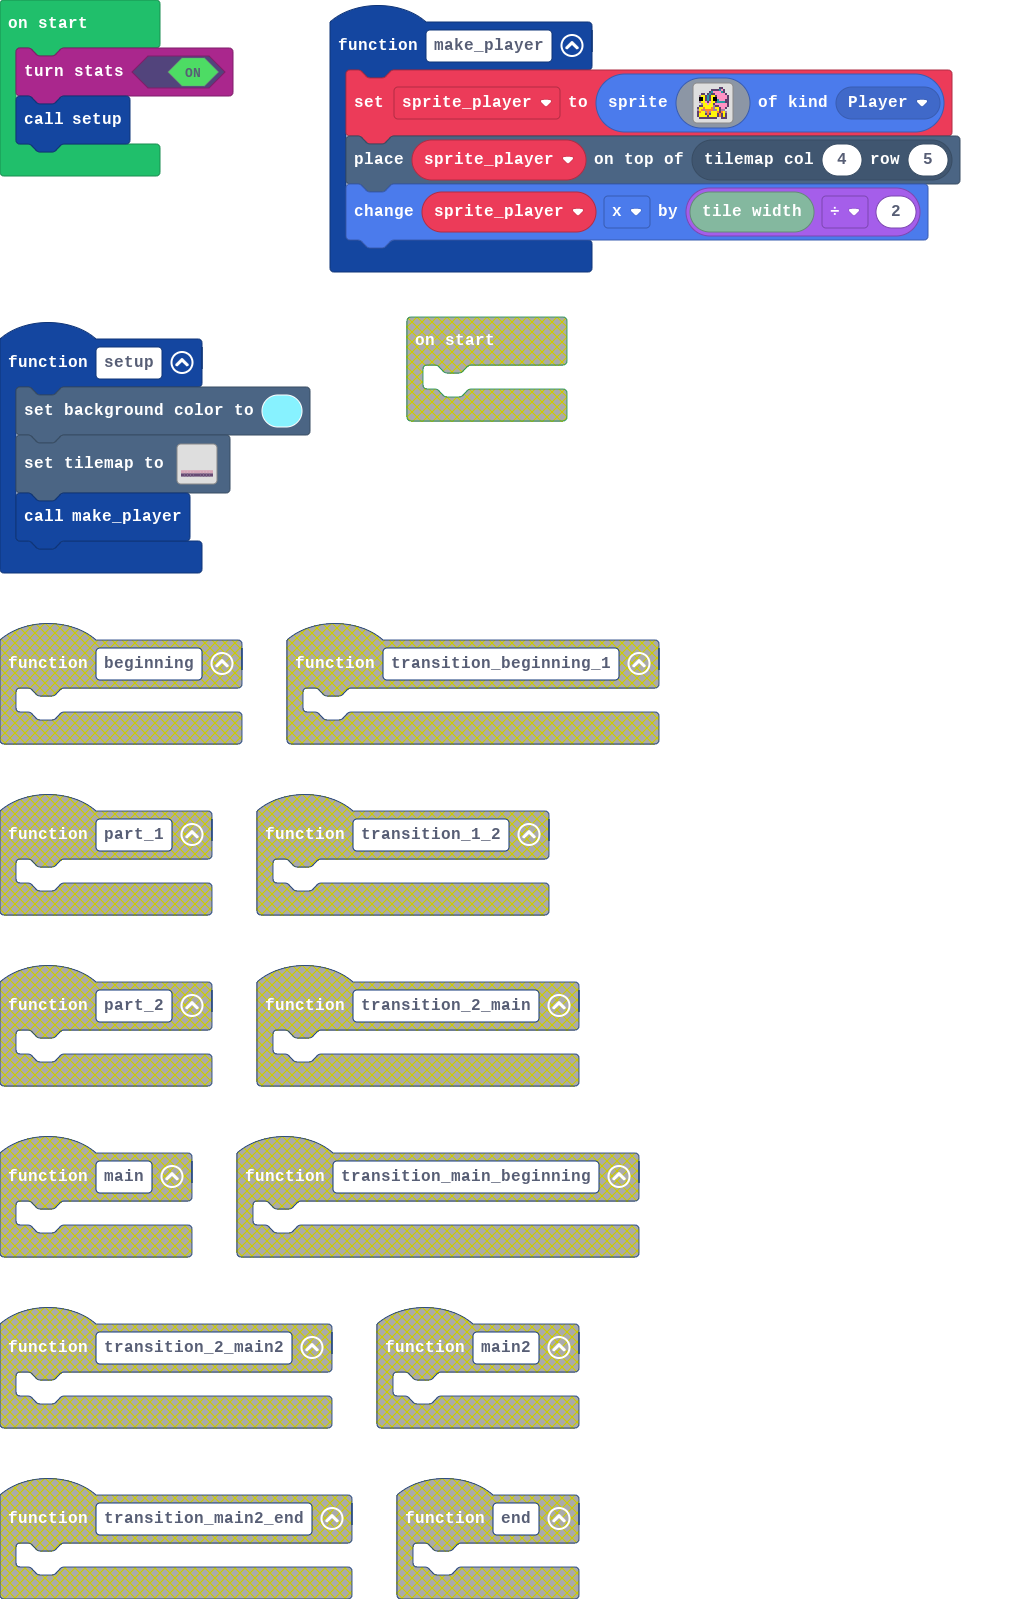 on start
turn stats ON
call setup
function make_player
set sprite_player to sprite of kind Player
place sprite_player on top of tilemap col 4 row 5
change sprite_player x by tile width ÷ 2
function setup
set background color to
set tilemap to
call make_player
on start
function beginning
function transition_beginning_1
function part_1
function transition_1_2
function part_2
function transition_2_main
function main
function transition_main_beginning
function transition_2_main2
function main2
function transition_main2_end
function end